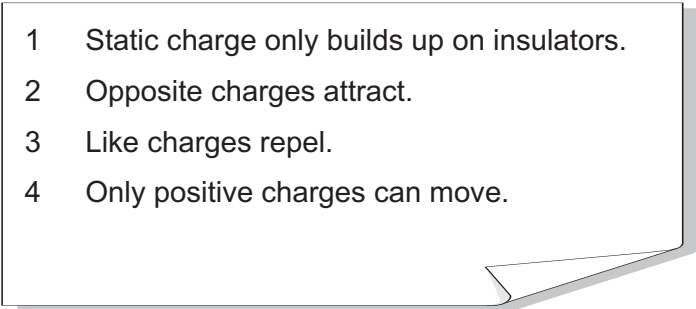 1 Static charge only builds up on insulators.
2 Opposite charges attract.
3 Like charges repel.
4 Only positive charges can move.